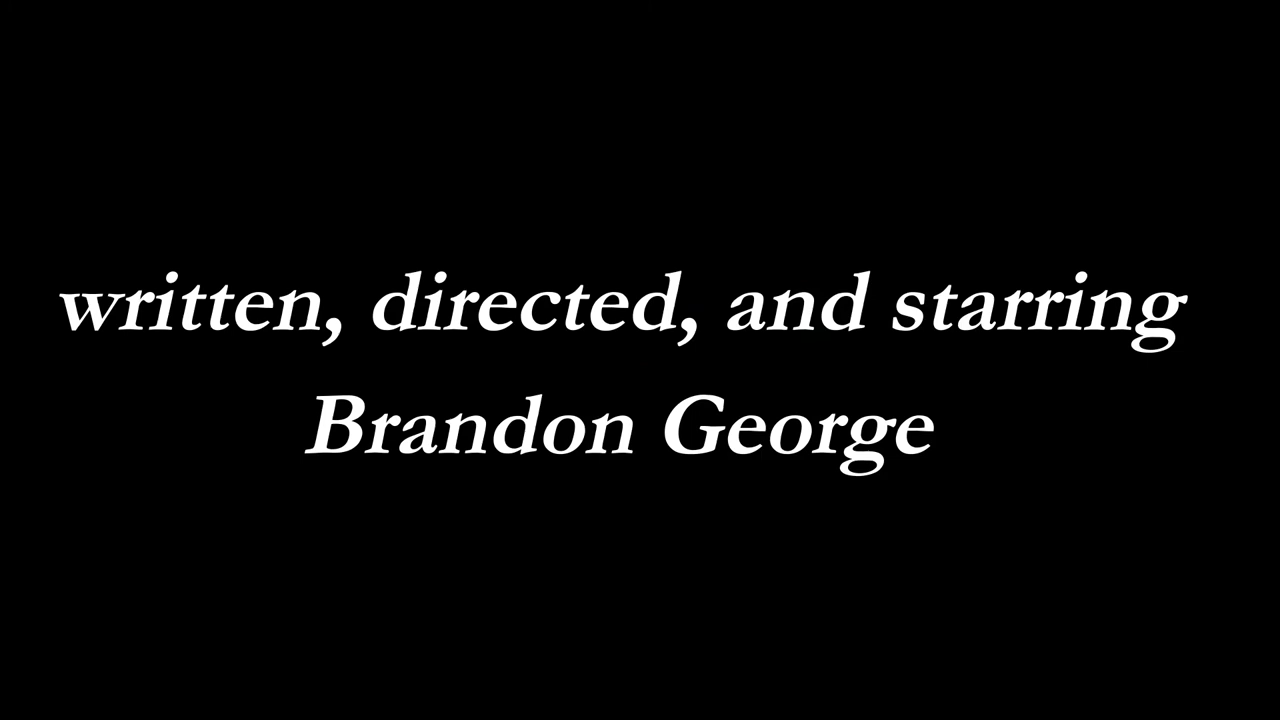 written, directed, and starring
Brandon George